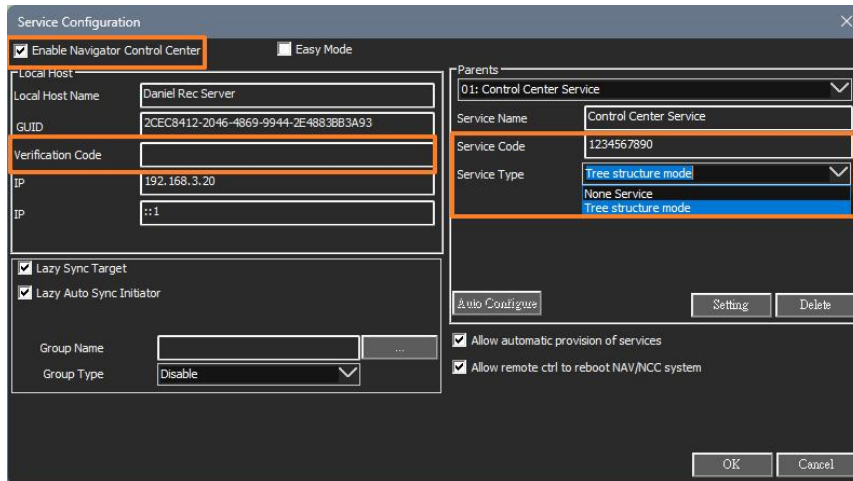 Service Configuration
Enable Navigator Control Center
Easy Mode
Local Host
Local Host Name
Daniel Rec Server
GUID
2CEC8412-2046-4869-9944-2E4883BB3A93
Verification Code
IP
192.168.3.20
IP
::1
Lazy Sync Target
Lazy Auto Sync Initiator
Group Name
...
Group Type
Disable
Parents
01: Control Center Service
Service Name
Control Center Service
Service Code
1234567890
Service Type
Tree structure mode
None Service
Tree structure mode
Auto Configure
Setting
Delete
Allow automatic provision of services
Allow remote ctrl to reboot NAV/NCC system
OK
Cancel